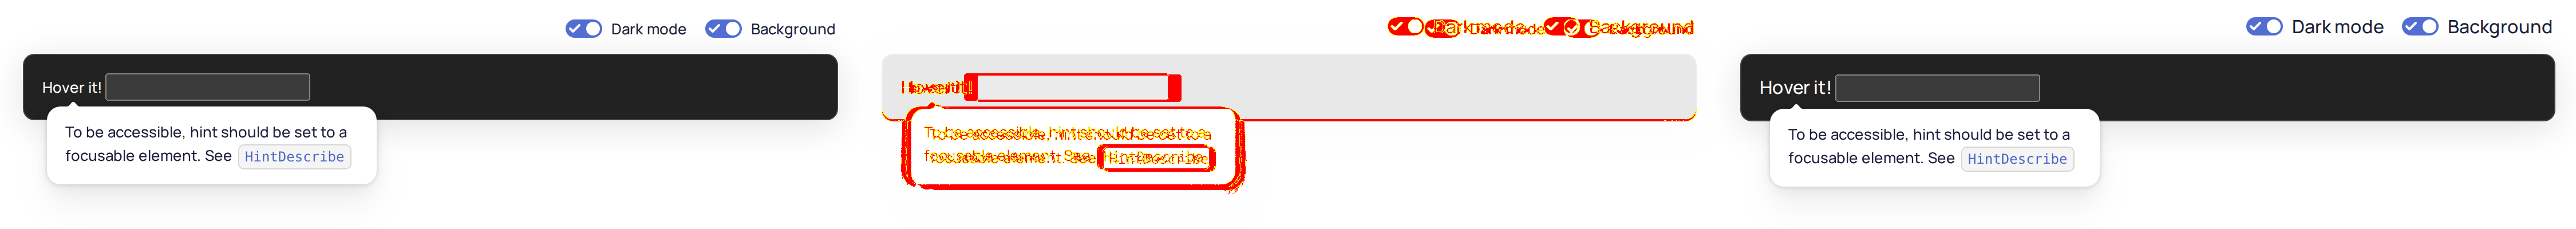 Dark mode Background
Hover it!
To be accessible, hint should be set to a
focusable element. See HintDescribe
Dark mode Background
Hover it!
To be accessible, hint should be set to a
focusable element. See HintDescribe
Dark mode Background
Hover it!
To be accessible, hint should be set to a
focusable element. See HintDescribe